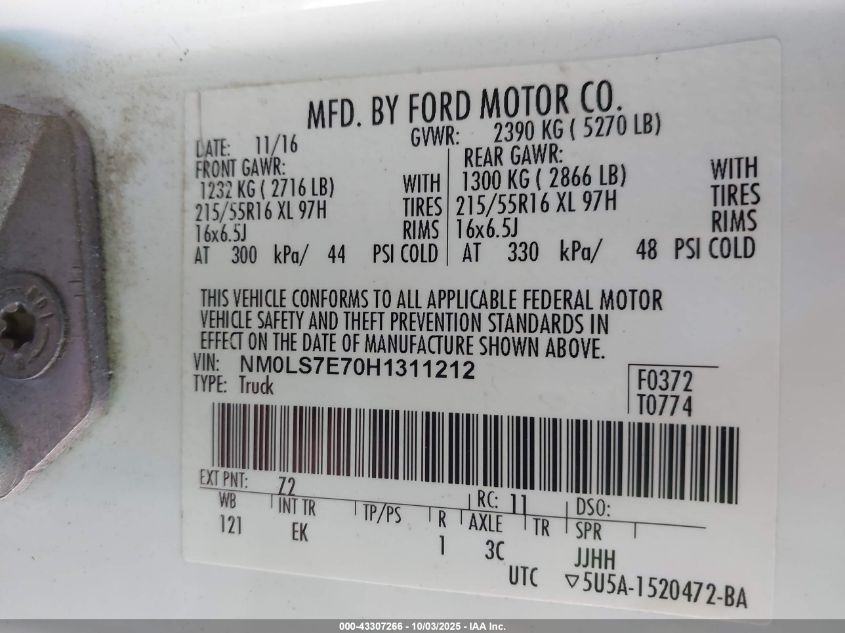 MFD. BY FORD MOTOR CO.
DATE: 11/16 GVWR: 2390 KG ( 5270 LB)
FRONT GAWR: REAR GAWR:
1232 KG ( 2716 LB) WITH 1300 KG ( 2866 LB) WITH
215/55R16 XL 97H TIRES 215/55R16 XL 97H TIRES
16x6.5J RIMS 16x6.5J RIMS
AT 300 kPa/ 44 PSI COLD AT 330 kPa/ 48 PSI COLD
THIS VEHICLE CONFORMS TO ALL APPLICABLE FEDERAL MOTOR
VEHICLE SAFETY AND THEFT PREVENTION STANDARDS IN
EFFECT ON THE DATE OF MANUFACTURE SHOWN ABOVE.
VIN: NM0LS7E70H1311212
TYPE: Truck
F0372
T0774
EXT PNT: 72 RC: 11 DSO:
WB INT TR TP/PS R AXLE TR SPR
121 EK 1 3C JJHH
UTC ▽5U5A-1520472-BA
000-43307266 - 10/03/2025 - IAA Inc.